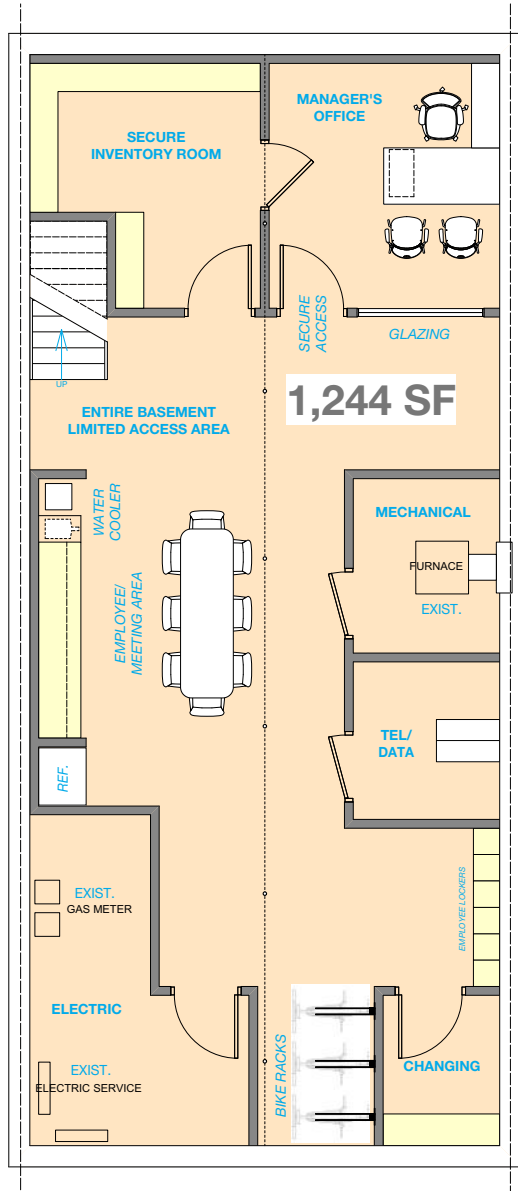 MANAGER'S
OFFICE
SECURE
INVENTORY ROOM
SECURE
ACCESS
GLAZING
UP
1,244 SF
ENTIRE BASEMENT
LIMITED ACCESS AREA
WATER
COOLER
MECHANICAL
FURNACE
EXIST.
EMPLOYEE/
MEETING AREA
TEL/
DATA
REF.
EXIST.
GAS METER
EMPLOYEE LOCKERS
ELECTRIC
BIKE RACKS
CHANGING
EXIST.
ELECTRIC SERVICE